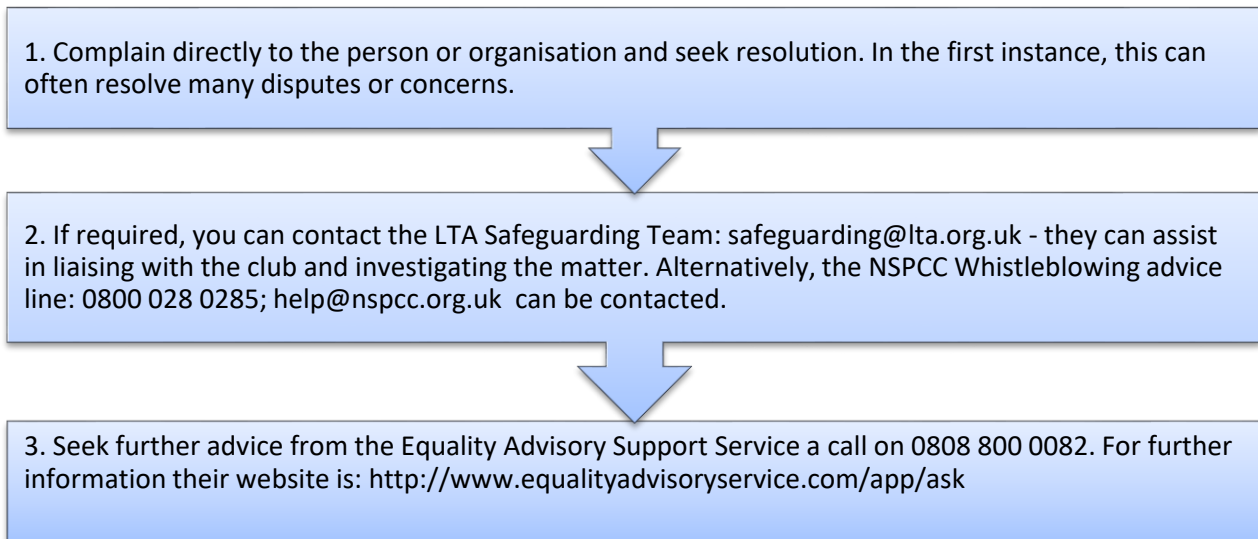 1. Complain directly to the person or organisation and seek resolution. In the first instance, this can
often resolve many disputes or concerns.
2. If required, you can contact the LTA Safeguarding Team: safeguarding@lta.org.uk - they can assist
in liaising with the club and investigating the matter. Alternatively, the NSPCC Whistleblowing advice
line: 0800 028 0285; help@nspcc.org.uk  can be contacted.
3. Seek further advice from the Equality Advisory Support Service a call on 0808 800 0082. For further
information their website is: http://www.equalityadvisoryservice.com/app/ask